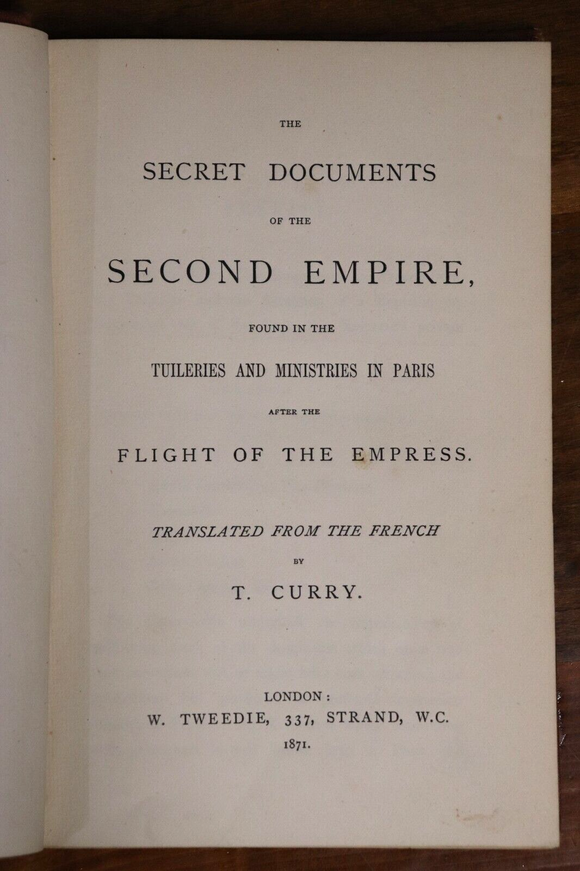 THE
SECRET DOCUMENTS
OF THE
SECOND EMPIRE,
FOUND IN THE
TUILERIES AND MINISTRIES IN PARIS
AFTER THE
FLIGHT OF THE EMPRESS.
TRANSLATED FROM THE FRENCH
BY
T. CURRY.
LONDON:
W. TWEEDIE, 337, STRAND, W.C.
1871.